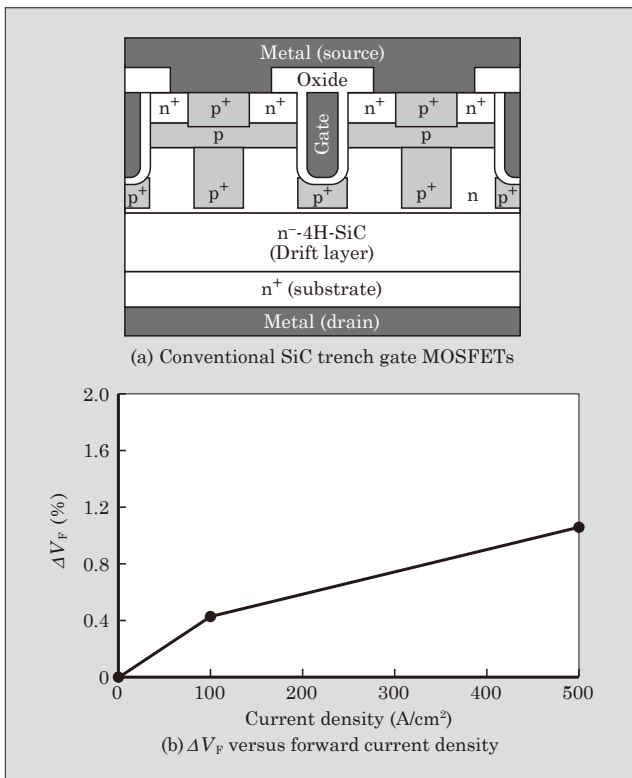 Metal (source)
Oxide
n⁺ p⁺ n⁺ n⁺ p⁺ n⁺
p
Gate
p⁺ p⁺ p⁺ p⁺ n p⁺
n⁻-4H-SiC
(Drift layer)
n⁺ (substrate)
Metal (drain)
(a) Conventional SiC trench gate MOSFETs
2.0
1.6
1.2
0.8
0.4
0
ΔV_F (%)
0 100 200 300 400 500
Current density (A/cm²)
(b) ΔV_F versus forward current density